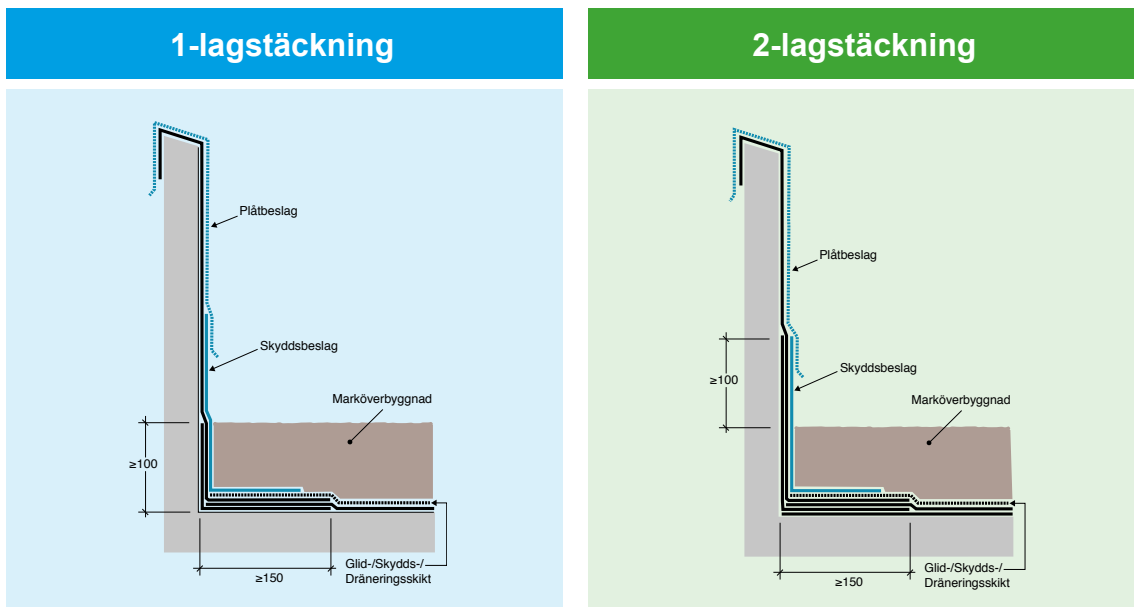 1-lagstäckning
Plåtbeslag
Skyddsbeslag
Marköverbyggnad
≥100
≥150
Glid-/Skydds-/
Dräneringsskikt
2-lagstäckning
Plåtbeslag
≥100
Skyddsbeslag
Marköverbyggnad
≥150
Glid-/Skydds-/
Dräneringsskikt